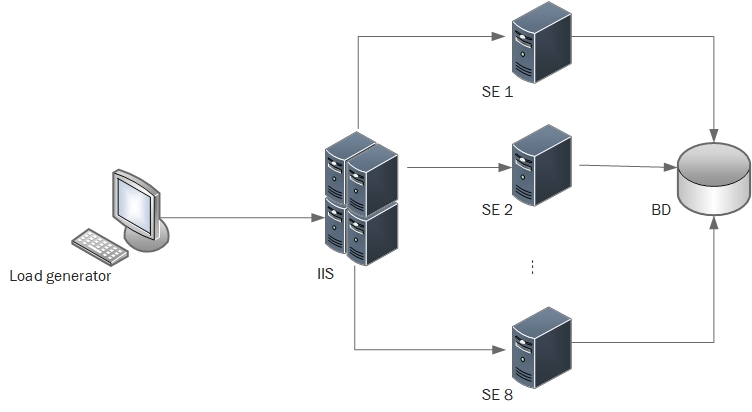 SE 1
SE 2
BD
Load generator
IIS
SE 8